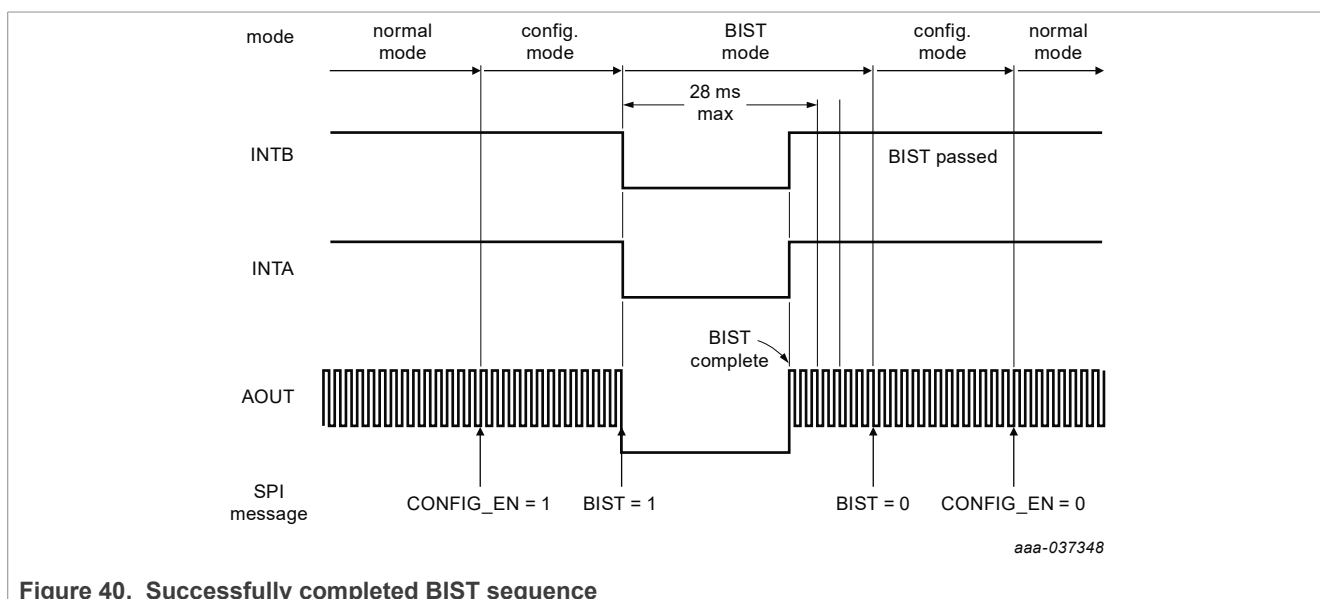 mode
normal
mode
config.
mode
BIST
mode
config.
mode
normal
mode
28 ms
max
INTB
BIST passed
INTA
BIST
complete
AOUT
SPI
message
CONFIG_EN = 1
BIST = 1
BIST = 0
CONFIG_EN = 0
aaa-037348
Figure 40. Successfully completed BIST sequence